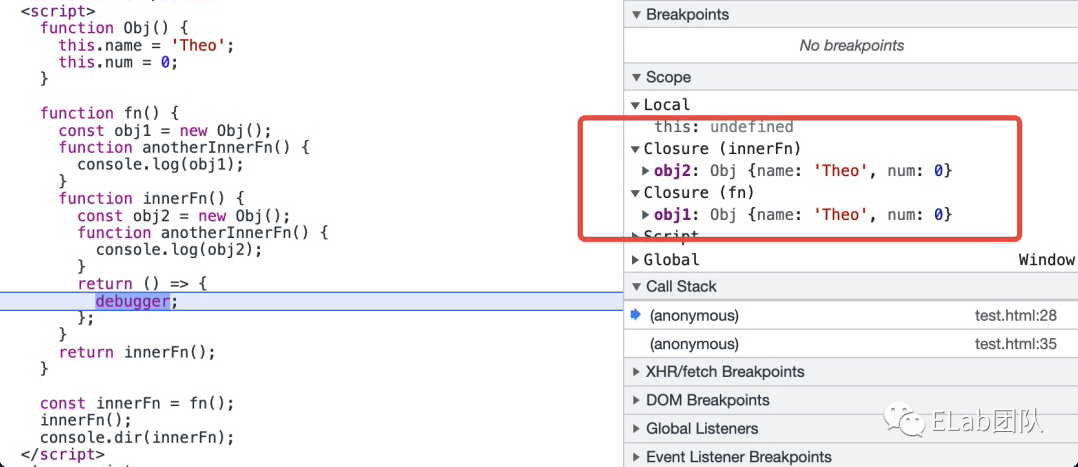 <script>
function Obj() {
this.name = 'Theo';
this.num = 0;
}
function fn() {
const obj1 = new Obj();
function anotherInnerFn() {
console.log(obj1);
}
function innerFn() {
const obj2 = new Obj();
function anotherInnerFn() {
console.log(obj2);
}
return () => {
debugger;
};
}
return innerFn();
}
const innerFn = fn();
innerFn();
console.dir(innerFn);
</script>
Breakpoints
No breakpoints
Scope
Local
this: undefined
Closure (innerFn)
obj2: Obj {name: 'Theo', num: 0}
Closure (fn)
obj1: Obj {name: 'Theo', num: 0}
Script
Global Window
Call Stack
(anonymous) test.html:28
(anonymous) test.html:35
XHR/fetch Breakpoints
DOM Breakpoints
Global Listeners
Event Listener Breakpoints
ELab团队